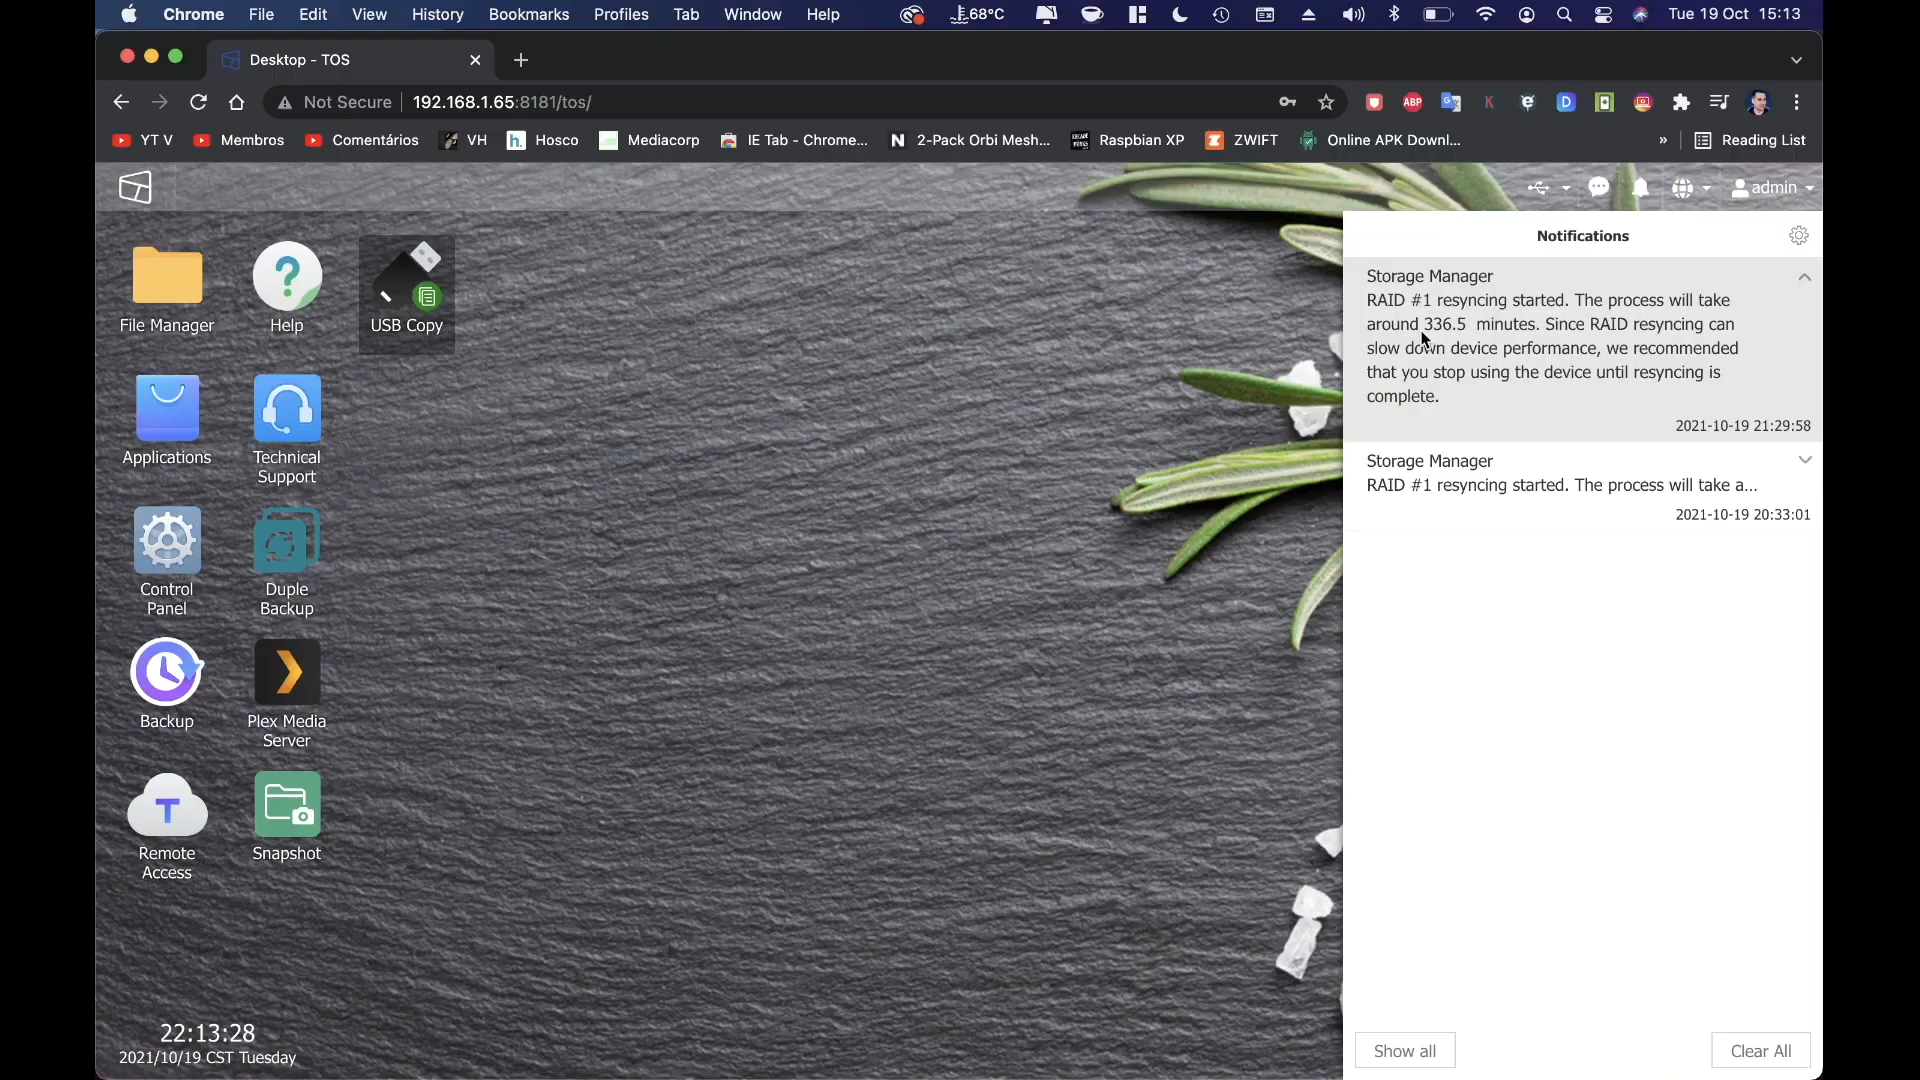 Chrome File Edit View History Bookmarks Profiles Tab Window Help 68°C Tue 19 Oct 15:13
Desktop - TOS
Not Secure 192.168.1.65:8181/tos/ ABP K D
YT V Membros Comentários VH h. Hosco Mediacorp IE Tab - Chrome... N 2-Pack Orbi Mesh... Raspbian XP ZWIFT Online APK Downl... » Reading List
admin
Notifications
Storage Manager
RAID #1 resyncing started. The process will take
around 336.5 minutes. Since RAID resyncing can
slow down device performance, we recommended
that you stop using the device until resyncing is
complete.
2021-10-19 21:29:58
Storage Manager
RAID #1 resyncing started. The process will take a...
2021-10-19 20:33:01
Show all Clear All
File Manager ? Help USB Copy
Applications Technical
Support
Control
Panel
Duple
Backup
Backup Plex Media
Server
T
Remote
Access
Snapshot
22:13:28
2021/10/19 CST Tuesday